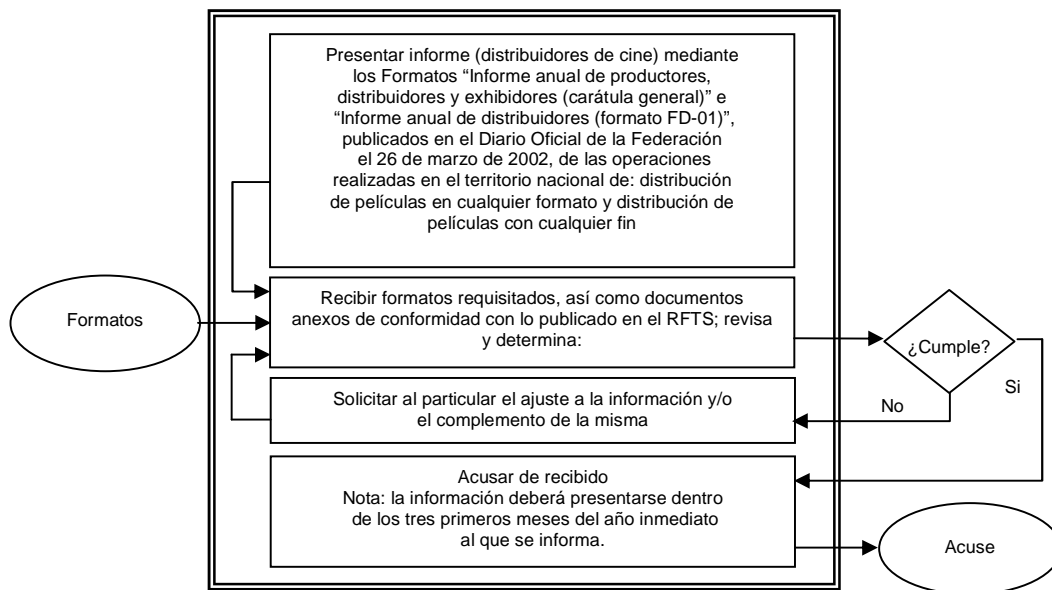 Presentar informe (distribuidores de cine) mediante
los Formatos “Informe anual de productores,
distribuidores y exhibidores (carátula general)” e
“Informe anual de distribuidores (formato FD-01)”,
publicados en el Diario Oficial de la Federación
el 26 de marzo de 2002, de las operaciones
realizadas en el territorio nacional de: distribución
de películas en cualquier formato y distribución de
películas con cualquier fin
Formatos
Recibir formatos requisitados, así como documentos
anexos de conformidad con lo publicado en el RFTS; revisa
y determina:
¿Cumple?
Si
No
Solicitar al particular el ajuste a la información y/o
el complemento de la misma
Acusar de recibido
Nota: la información deberá presentarse dentro
de los tres primeros meses del año inmediato
al que se informa.
Acuse